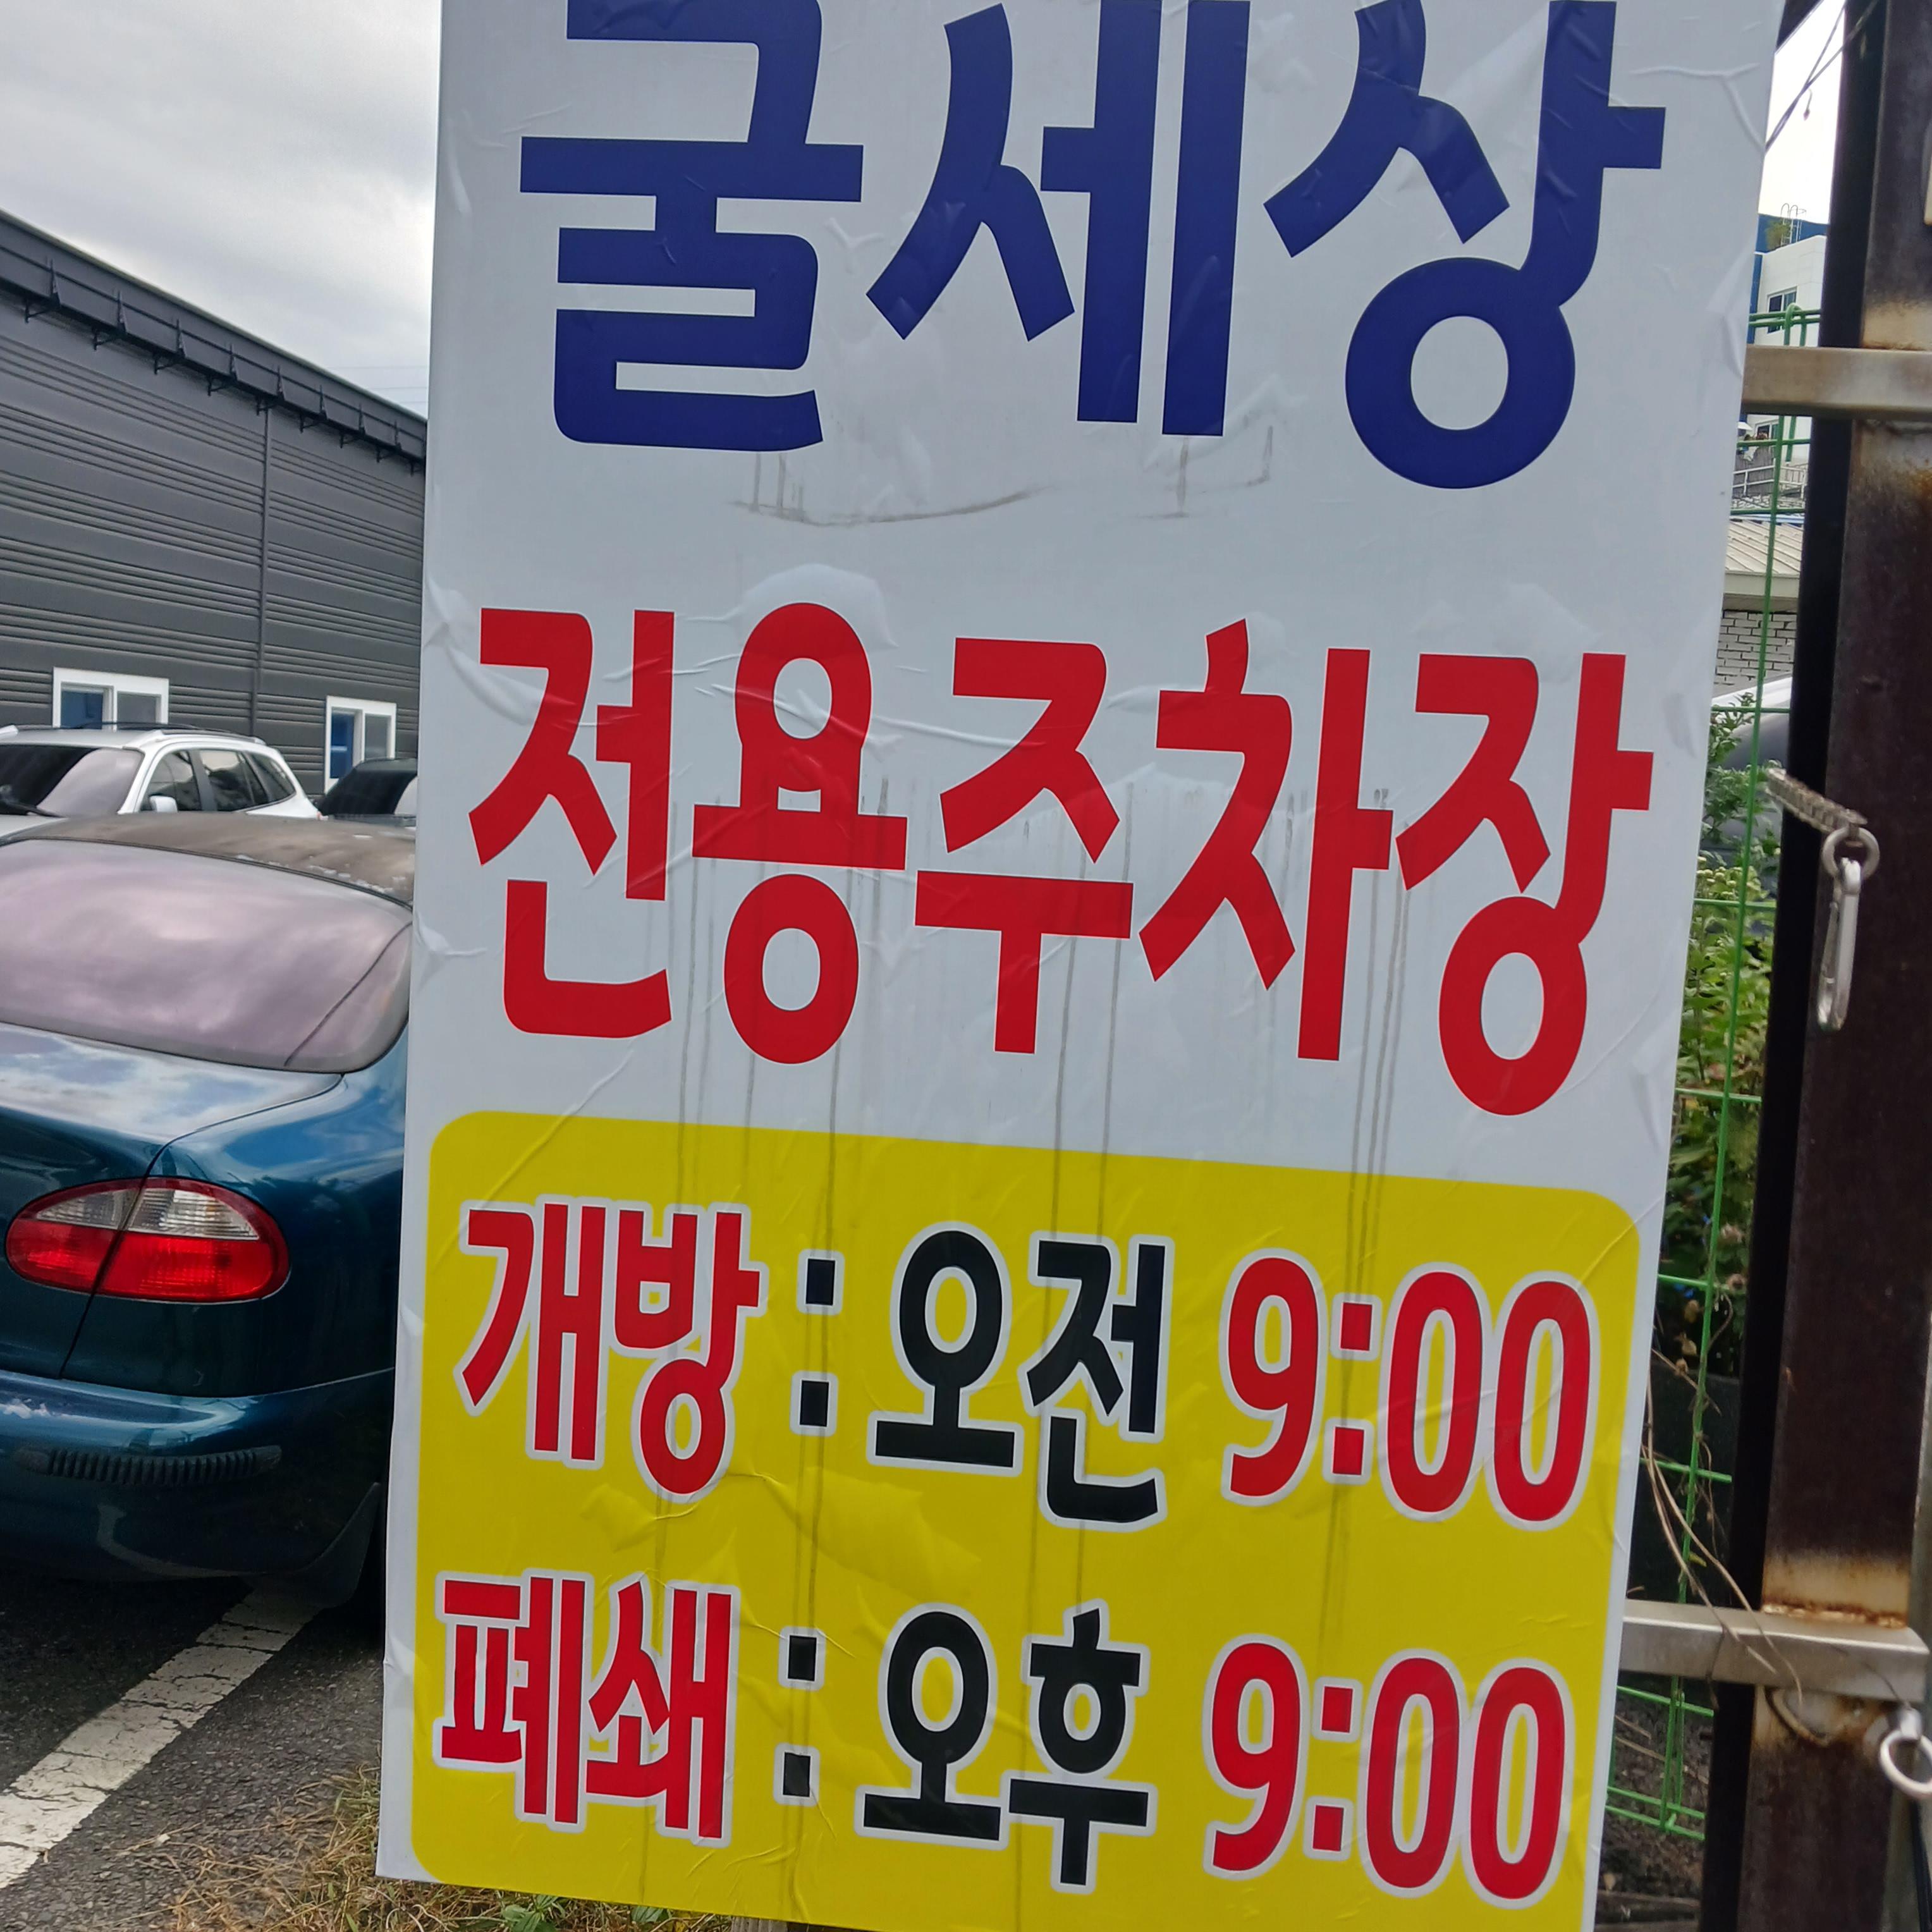 굴세상
전용주차장
개방 : 오전 9:00
폐쇄 : 오후 9:00